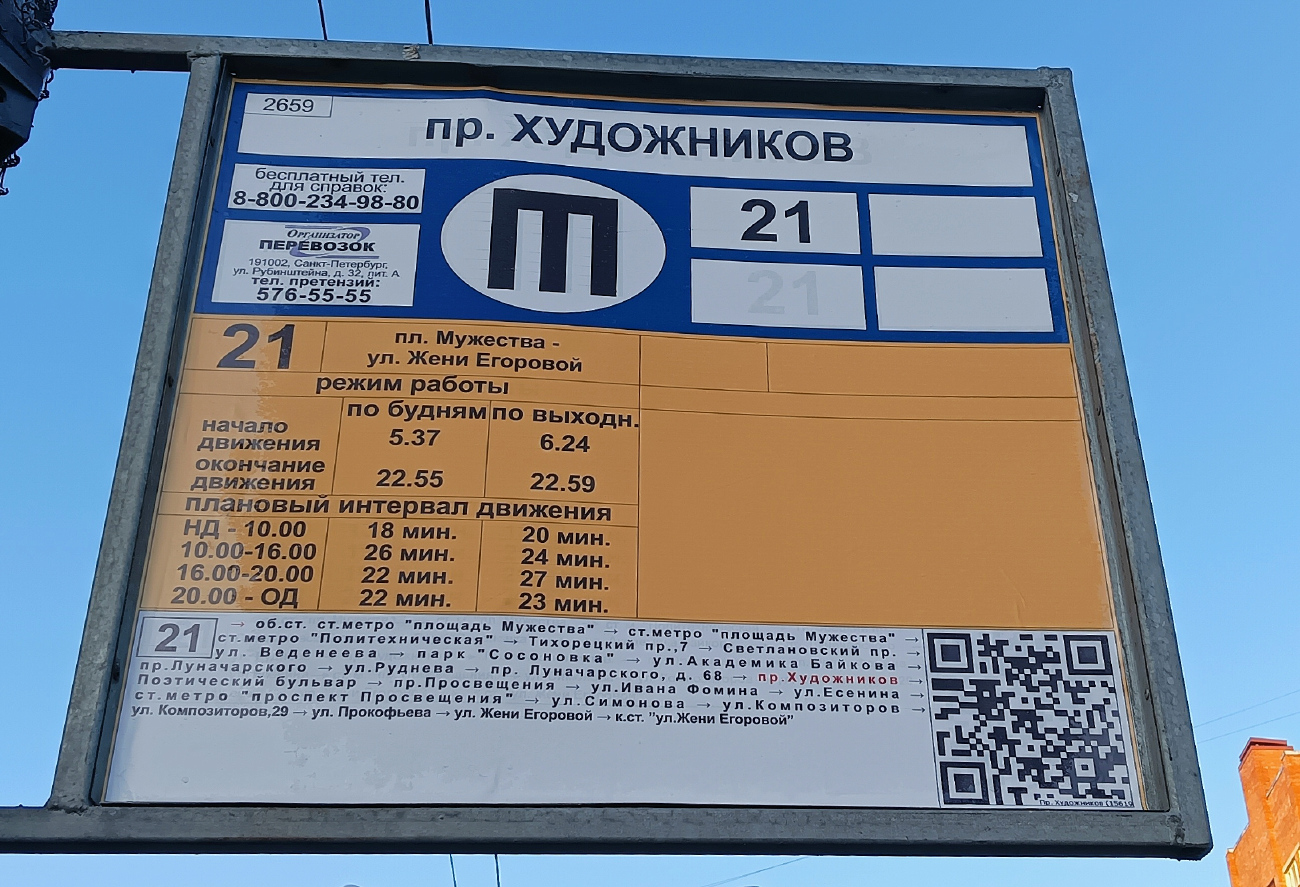 2659
пр. ХУДОЖНИКОВ
бесплатный тел.
для справок:
8-800-234-98-80
Организатор
ПЕРЕВОЗОК
191002, Санкт-Петербург,
ул. Рубинштейна, д. 32, пит. А
тел. претензий:
576-55-55
Ш
21
21
21
пл. Мужества -
ул. Жени Егоровой
режим работы
по будням по выходн.
начало
движения 5.37 6.24
окончание
движения 22.55 22.59
плановый интервал движения
НД - 10.00 18 мин. 20 мин.
10.00-16.00 26 мин. 24 мин.
16.00-20.00 22 мин. 27 мин.
20.00 - ОД 22 мин. 23 мин.
21 → об.ст. ст.метро "площадь Мужества" → ст.метро "площадь Мужества" →
ст.метро "Политехническая" → Тихорецкий пр.,7 → Светлановский пр. →
ул. Веденеева → парк "Сосоновка" → ул.Академика Байкова →
пр.Луначарского → ул.Руднева → пр. Луначарского, д. 68 → пр.Художников →
Поэтический бульвар → пр.Просвещения → ул.Ивана Фомина → ул.Есенина →
ст.метро "проспект Просвещения" → ул.Симонова → ул.Композиторов →
ул. Композиторов,29 → ул. Прокофьева → ул. Жени Егоровой → к.ст. "ул.Жени Егоровой"
Пр. Художников (15619